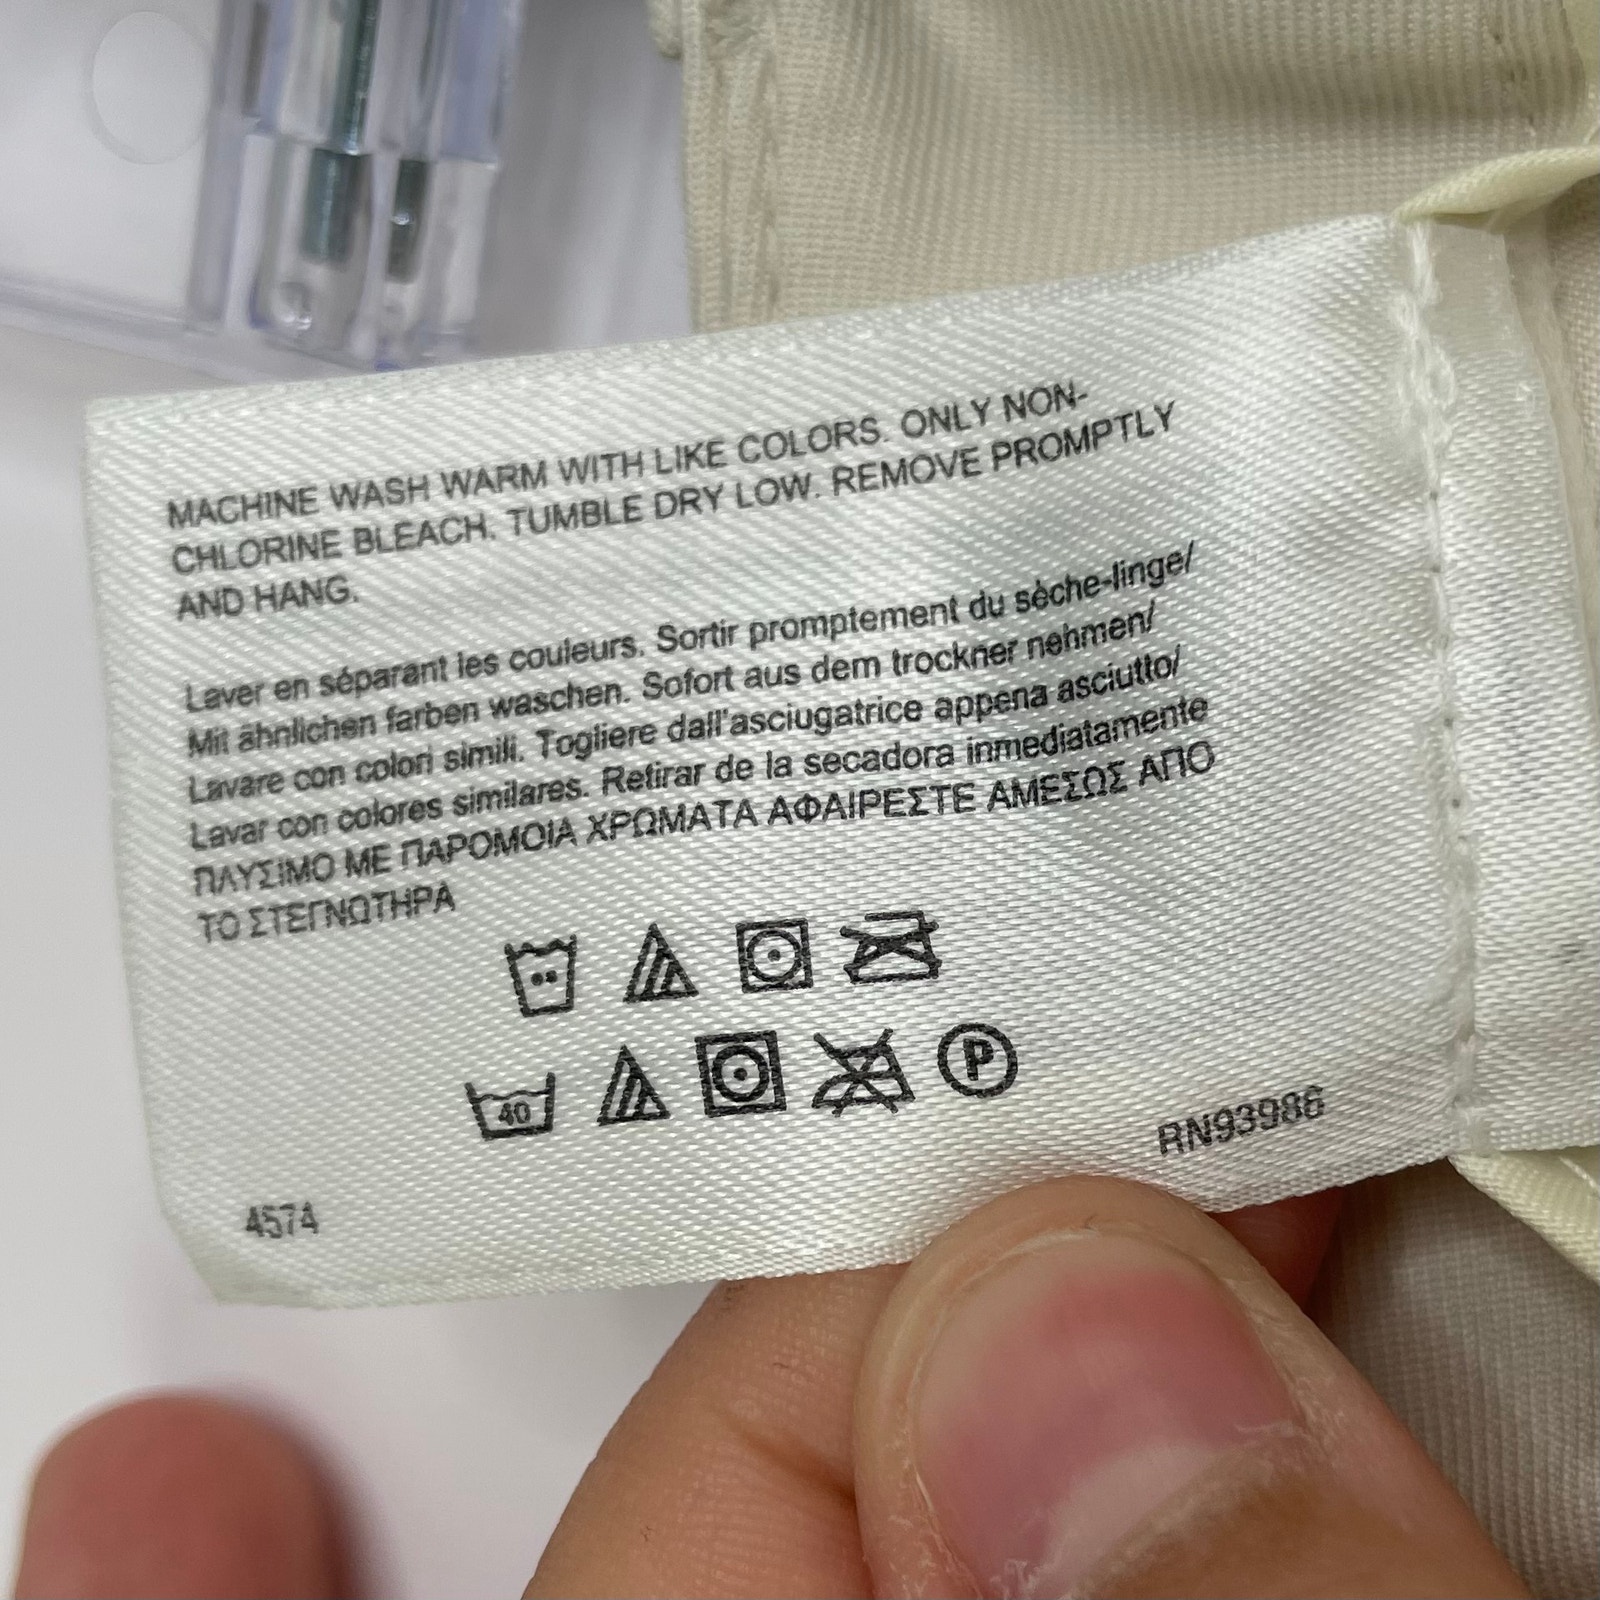 MACHINE WASH WARM WITH LIKE COLORS. ONLY NON-
CHLORINE BLEACH. TUMBLE DRY LOW. REMOVE PROMPTLY
AND HANG.
Laver en séparant les couleurs. Sortir promptement du sèche-linge/
Mit ähnlichen farben waschen. Sofort aus dem trockner nehmen/
Lavare con colori simili. Togliere dall'asciugatrice appena asciutto/
Lavar con colores similares. Retirar de la secadora inmediatamente
ΠΛΥΣΙΜΟ ΜΕ ΠΑΡΟΜΟΙΑ ΧΡΩΜΑΤΑ ΑΦΑΙΡΕΣΤΕ ΑΜΕΣΩΣ ΑΠΟ
ΤΟ ΣΤΕΓΝΩΤΗΡΑ
40 P
RN93986
4574